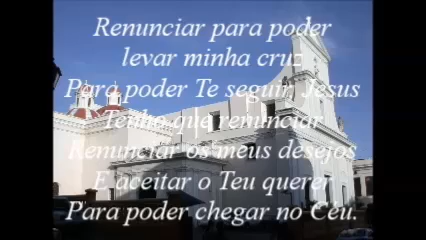 Renunciar para poder
levar minha cruz
Para poder Te seguir, Jesus
Tenho que renunciar
Renunciar os meus desejos
E aceitar o Teu querer
Para poder chegar no Céu.